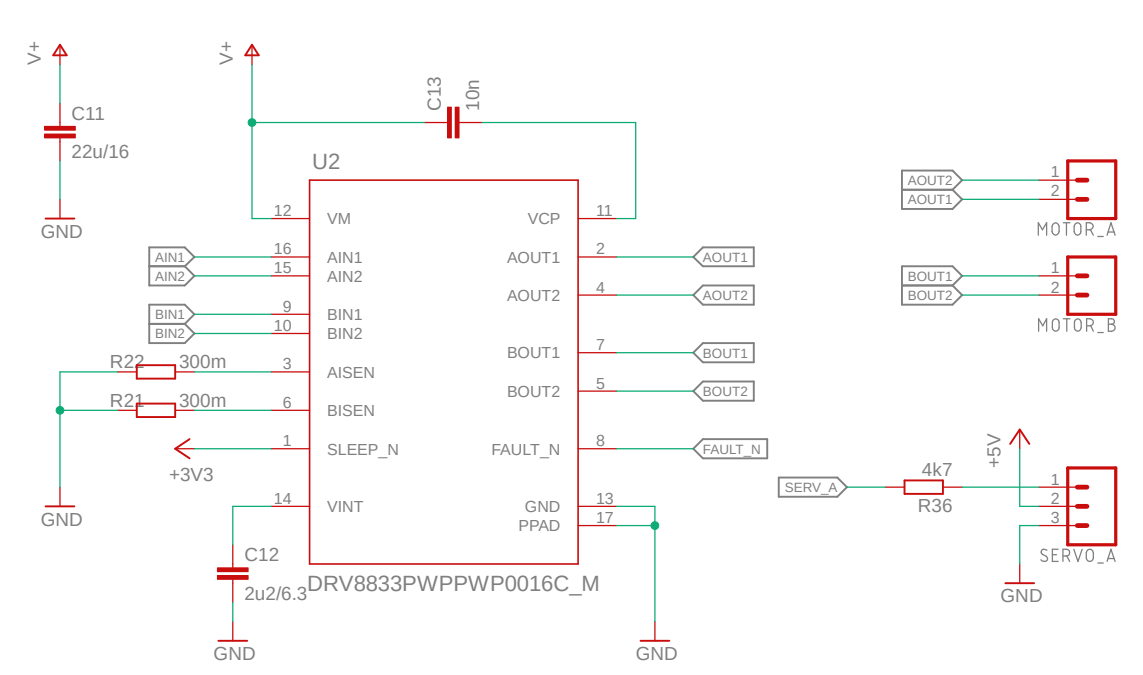 V+
C11
22u/16
GND
V+
C13
10n
U2
12 VM
VCP 11
AIN1 16 AIN1
AIN2 15 AIN2
AOUT1 2 AOUT1
AOUT2 4 AOUT2
BIN1 9 BIN1
BIN2 10 BIN2
BOUT1 7 BOUT1
R22 300m 3 AISEN
BOUT2 5 BOUT2
R21 300m 6 BISEN
1 SLEEP_N
+3V3
FAULT_N 8 FAULT_N
GND
14 VINT
GND 13
PPAD 17
C12
2u2/6.3
DRV8833PWPPWP0016C_M
GND
GND
AOUT2 1
AOUT1 2
MOTOR_A
BOUT1 1
BOUT2 2
MOTOR_B
+5V
SERV_A
4k7
R36
1
2
3
SERVO_A
GND